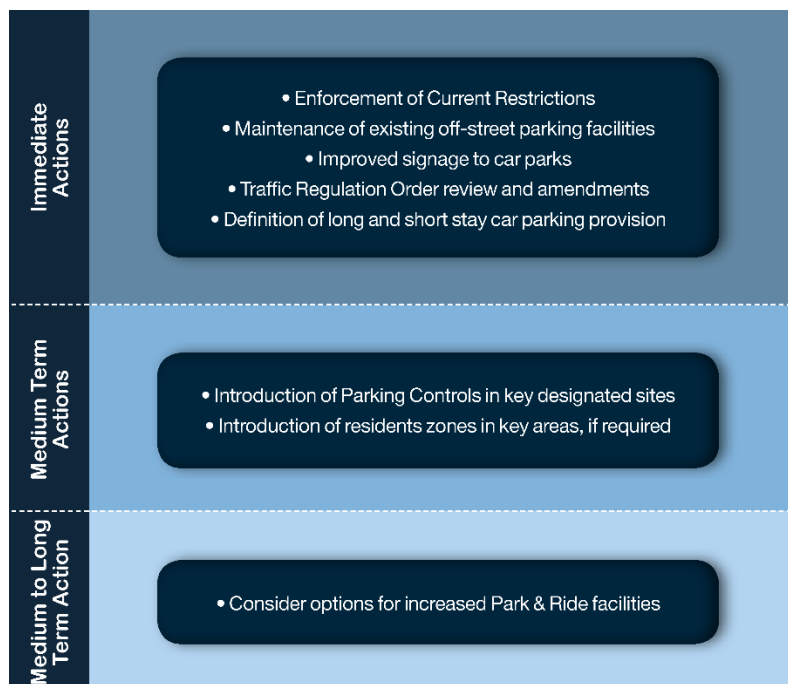 Immediate
Actions
• Enforcement of Current Restrictions
• Maintenance of existing off-street parking facilities
• Improved signage to car parks
• Traffic Regulation Order review and amendments
• Definition of long and short stay car parking provision
Medium Term
Actions
• Introduction of Parking Controls in key designated sites
• Introduction of residents zones in key areas, if required
Medium to Long
Term Action
• Consider options for increased Park & Ride facilities